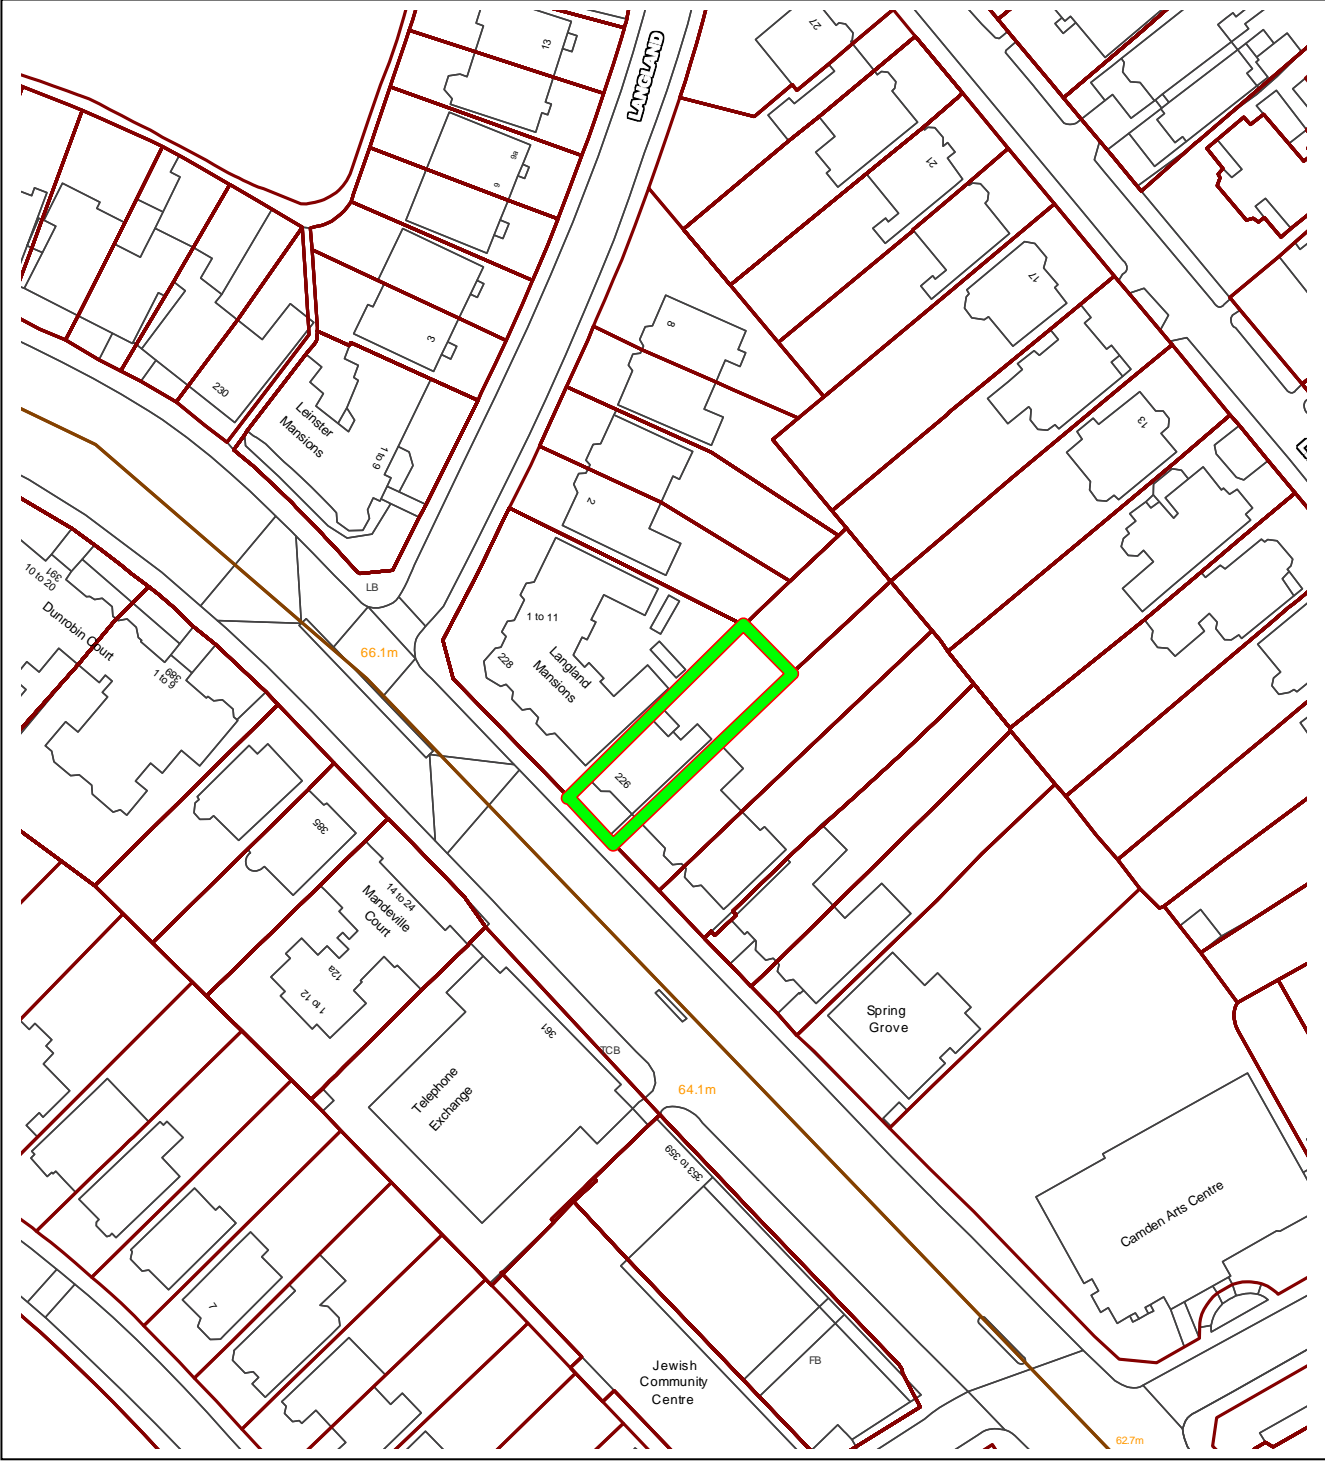 LANGLAND
13
27
9a
9
21
17
3
8
230
Leinster
Mansions
1 to 9
13
2
391
10 to 20
Dunrobin Court
389
1 to 9
LB
66.1m
1 to 11
228
Langland
Mansions
226
385
14 to 24
Mandeville
Court
12a
1 to 12
361
TCB
Telephone
Exchange
64.1m
Spring
Grove
353 to 359
Camden Arts Centre
7
Jewish
Community
Centre
FB
62.7m